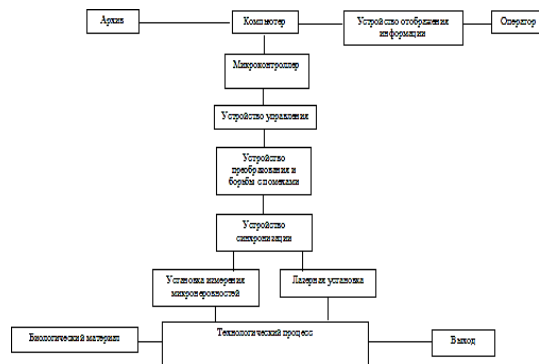 Архив
Компьютер
Устройство отображения
информации
Оператор
Микроконтроллер
Устройство управления
Устройство
преобразования и
борьбы с помехами
Устройство
синхронизации
Установка измерения
микронеровностей
Лазерная установка
Биологический материал
Технологический процесс
Выход